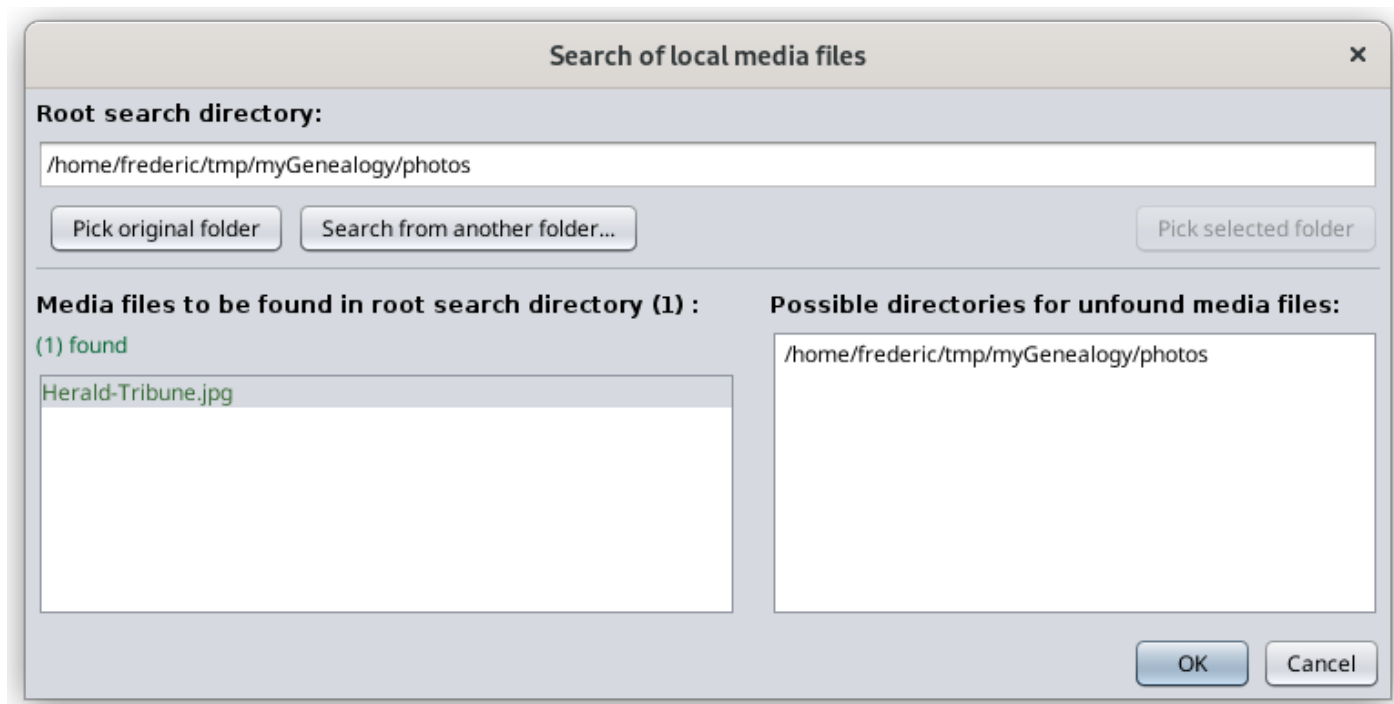 Search of local media files
×
Root search directory:
/home/frederic/tmp/myGenealogy/photos
Pick original folder
Search from another folder...
Pick selected folder
Media files to be found in root search directory (1) :
(1) found
Herald-Tribune.jpg
Possible directories for unfound media files:
/home/frederic/tmp/myGenealogy/photos
OK
Cancel